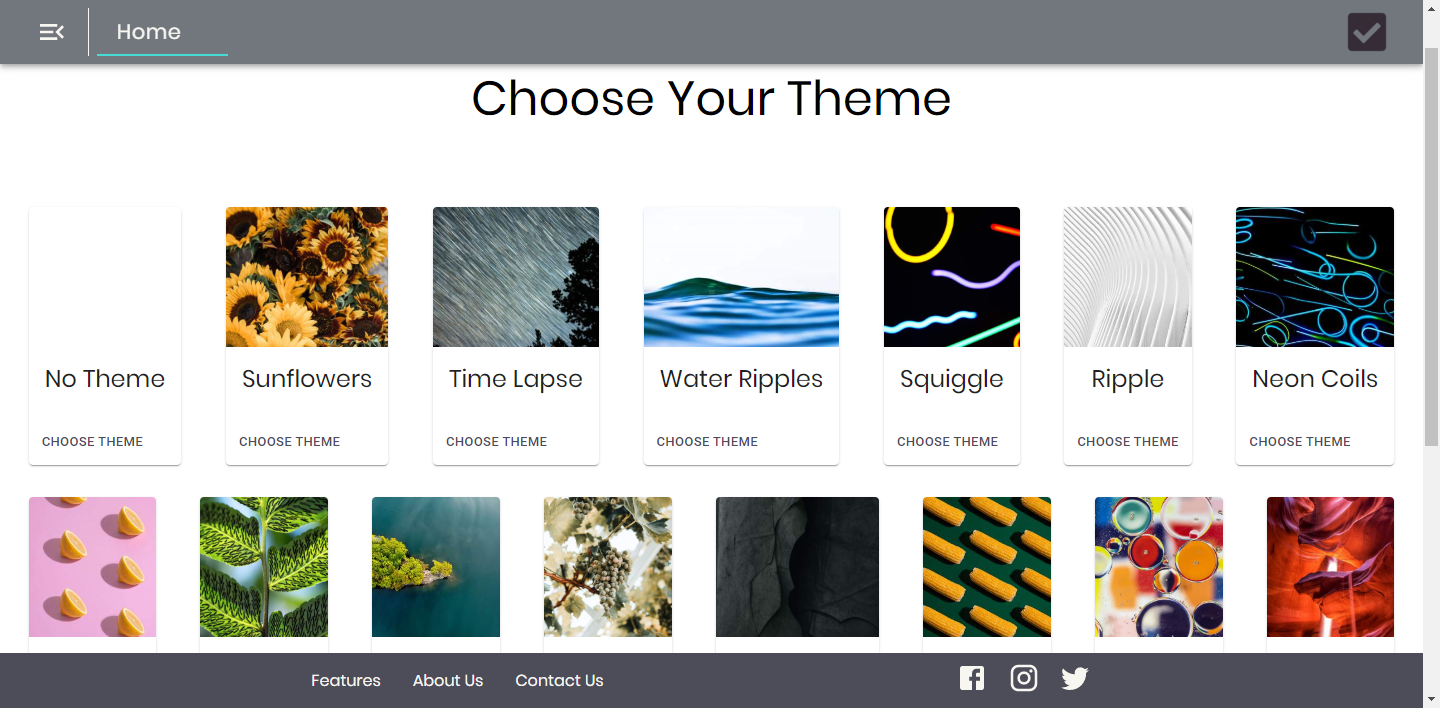 Home
Choose Your Theme
No Theme
Sunflowers
Time Lapse
Water Ripples
Squiggle
Ripple
Neon Coils
CHOOSE THEME
CHOOSE THEME
CHOOSE THEME
CHOOSE THEME
CHOOSE THEME
CHOOSE THEME
CHOOSE THEME
Features
About Us
Contact Us